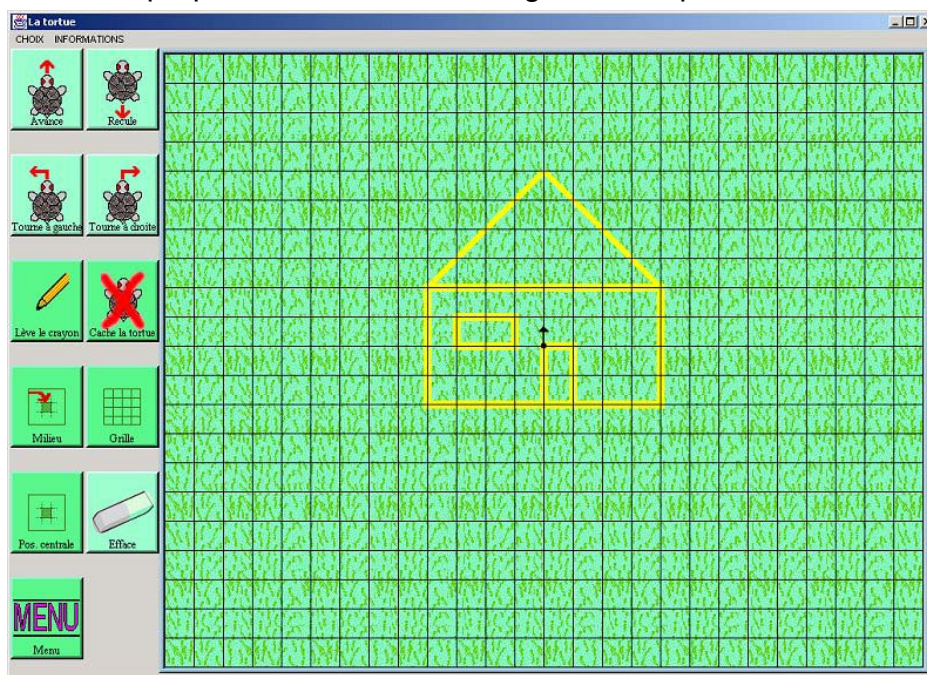 La tortue
CHOIX INFORMATIONS
Avance
Recule
Tourne à gauche
Tourne à droite
Lève le crayon
Cache la tortue
Milieu
Grille
Pos. centrale
Efface
MENU
Menu